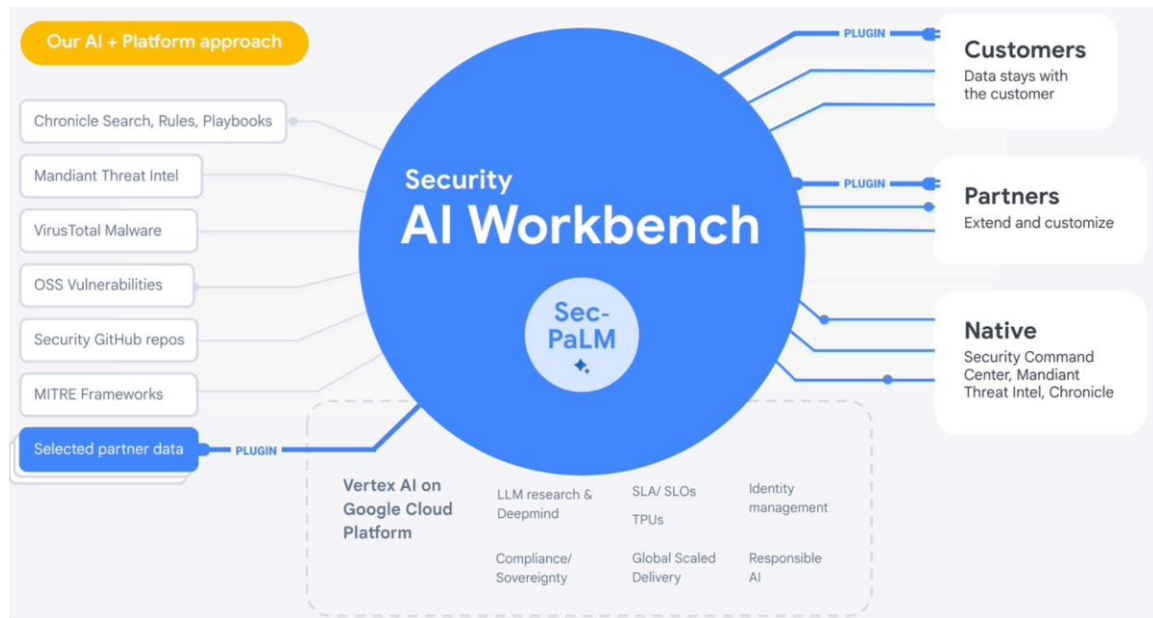 Our AI + Platform approach
Chronicle Search, Rules, Playbooks
Mandiant Threat Intel
VirusTotal Malware
OSS Vulnerabilities
Security GitHub repos
MITRE Frameworks
Selected partner data
PLUGIN
Security
AI Workbench
Sec-
PaLM
PLUGIN
Customers
Data stays with
the customer
PLUGIN
Partners
Extend and customize
Native
Security Command
Center, Mandiant
Threat Intel, Chronicle
Vertex AI on
Google Cloud
Platform
LLM research &
Deepmind
SLA/ SLOs
TPUs
Identity
management
Compliance/
Sovereignty
Global Scaled
Delivery
Responsible
AI